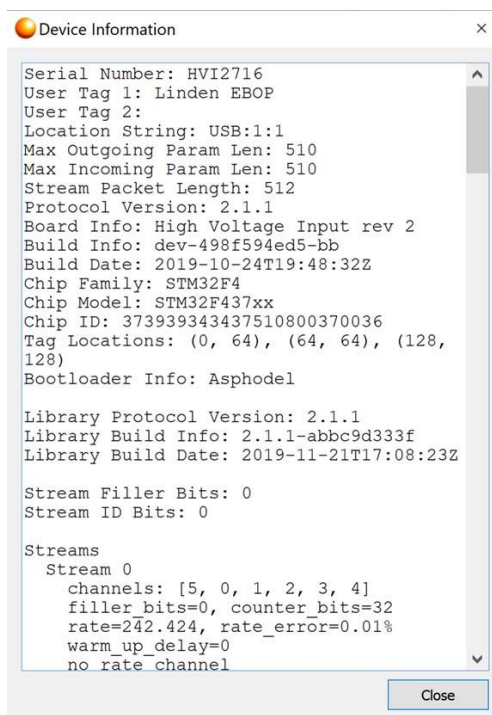 Device Information
Serial Number: HVI2716
User Tag 1: Linden EBOP
User Tag 2:
Location String: USB:1:1
Max Outgoing Param Len: 510
Max Incoming Param Len: 510
Stream Packet Length: 512
Protocol Version: 2.1.1
Board Info: High Voltage Input rev 2
Build Info: dev-498f594ed5-bb
Build Date: 2019-10-24T19:48:32Z
Chip Family: STM32F4
Chip Model: STM32F437xx
Chip ID: 373939343437510800370036
Tag Locations: (0, 64), (64, 64), (128,
128)
Bootloader Info: Asphodel
Library Protocol Version: 2.1.1
Library Build Info: 2.1.1-abbc9d333f
Library Build Date: 2019-11-21T17:08:23Z
Stream Filler Bits: 0
Stream ID Bits: 0
Streams
Stream 0
channels: [5, 0, 1, 2, 3, 4]
filler_bits=0, counter_bits=32
rate=242.424, rate_error=0.01%
warm_up_delay=0
no rate channel
Close